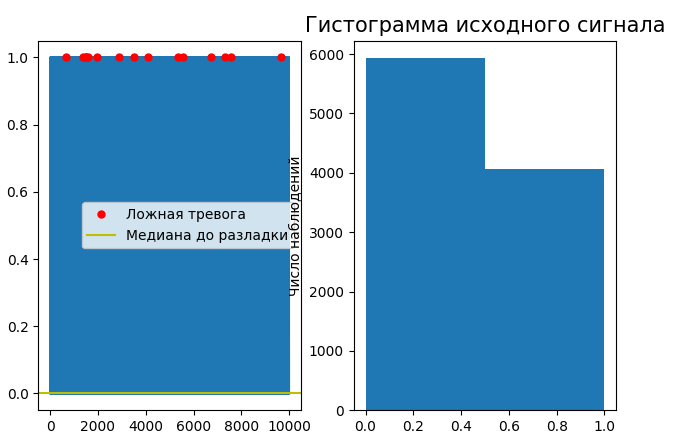 Гистограмма исходного сигнала
1.0
0.8
0.6
0.4
0.2
0.0
Ложная тревога
Медиана до разладки
0 2000 4000 6000 8000 10000
Число наблюдений
6000
5000
4000
3000
2000
1000
0
0.0 0.2 0.4 0.6 0.8 1.0